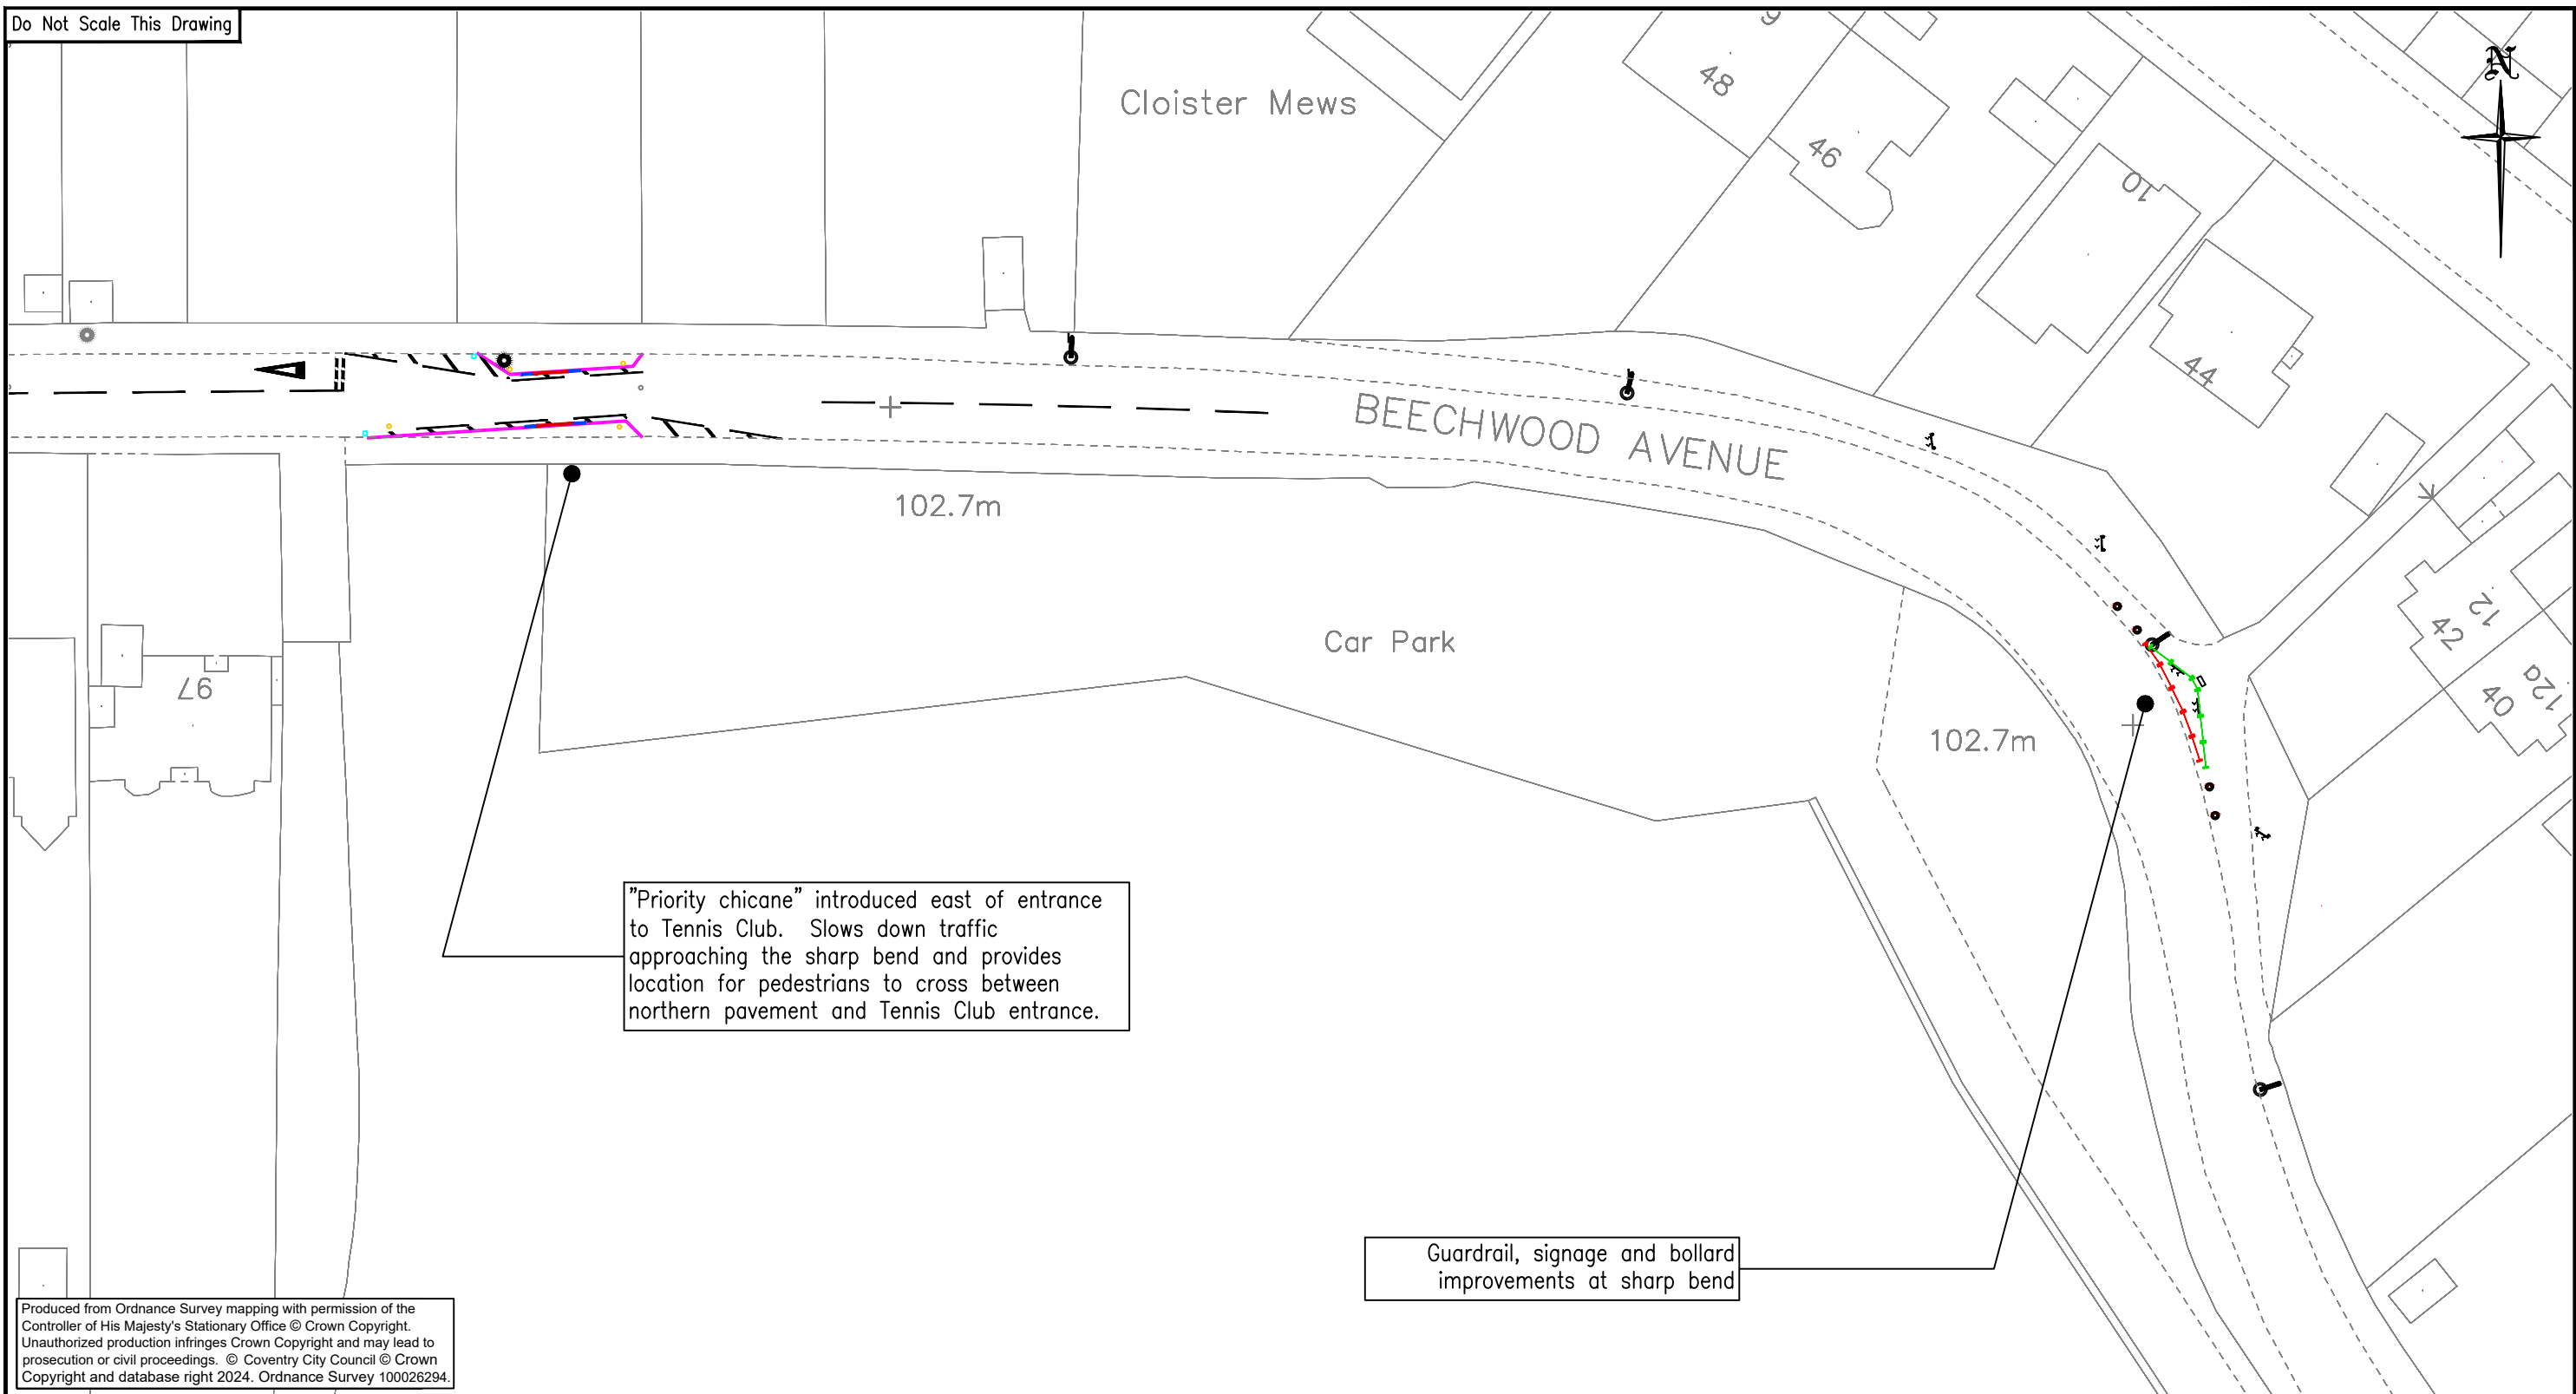 Do Not Scale This Drawing
N
Cloister Mews
9
48
46
10
44
BEECHWOOD AVENUE
102.7m
Car Park
97
42
12
40
12a
102.7m
"Priority chicane" introduced east of entrance
to Tennis Club. Slows down traffic
approaching the sharp bend and provides
location for pedestrians to cross between
northern pavement and Tennis Club entrance.
Guardrail, signage and bollard
improvements at sharp bend
Produced from Ordnance Survey mapping with permission of the
Controller of His Majesty's Stationary Office © Crown Copyright.
Unauthorized production infringes Crown Copyright and may lead to
prosecution or civil proceedings. © Coventry City Council © Crown
Copyright and database right 2024. Ordnance Survey 100026294.